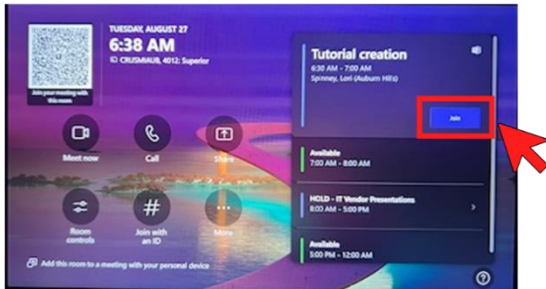 TUESDAY, AUGUST 27
6:38 AM
CRUSMIAUB, 4012: Superior
Join your meeting with
this room
Meet now
Call
Share
Room
controls
Join with
an ID
More
Add this room to a meeting with your personal device
Tutorial creation
6:30 AM - 7:00 AM
Spinney, Lori (Auburn Hills)
Join
Available
7:00 AM - 8:00 AM
HOLD - IT Vendor Presentations
8:00 AM - 5:00 PM
Available
5:00 PM - 12:00 AM